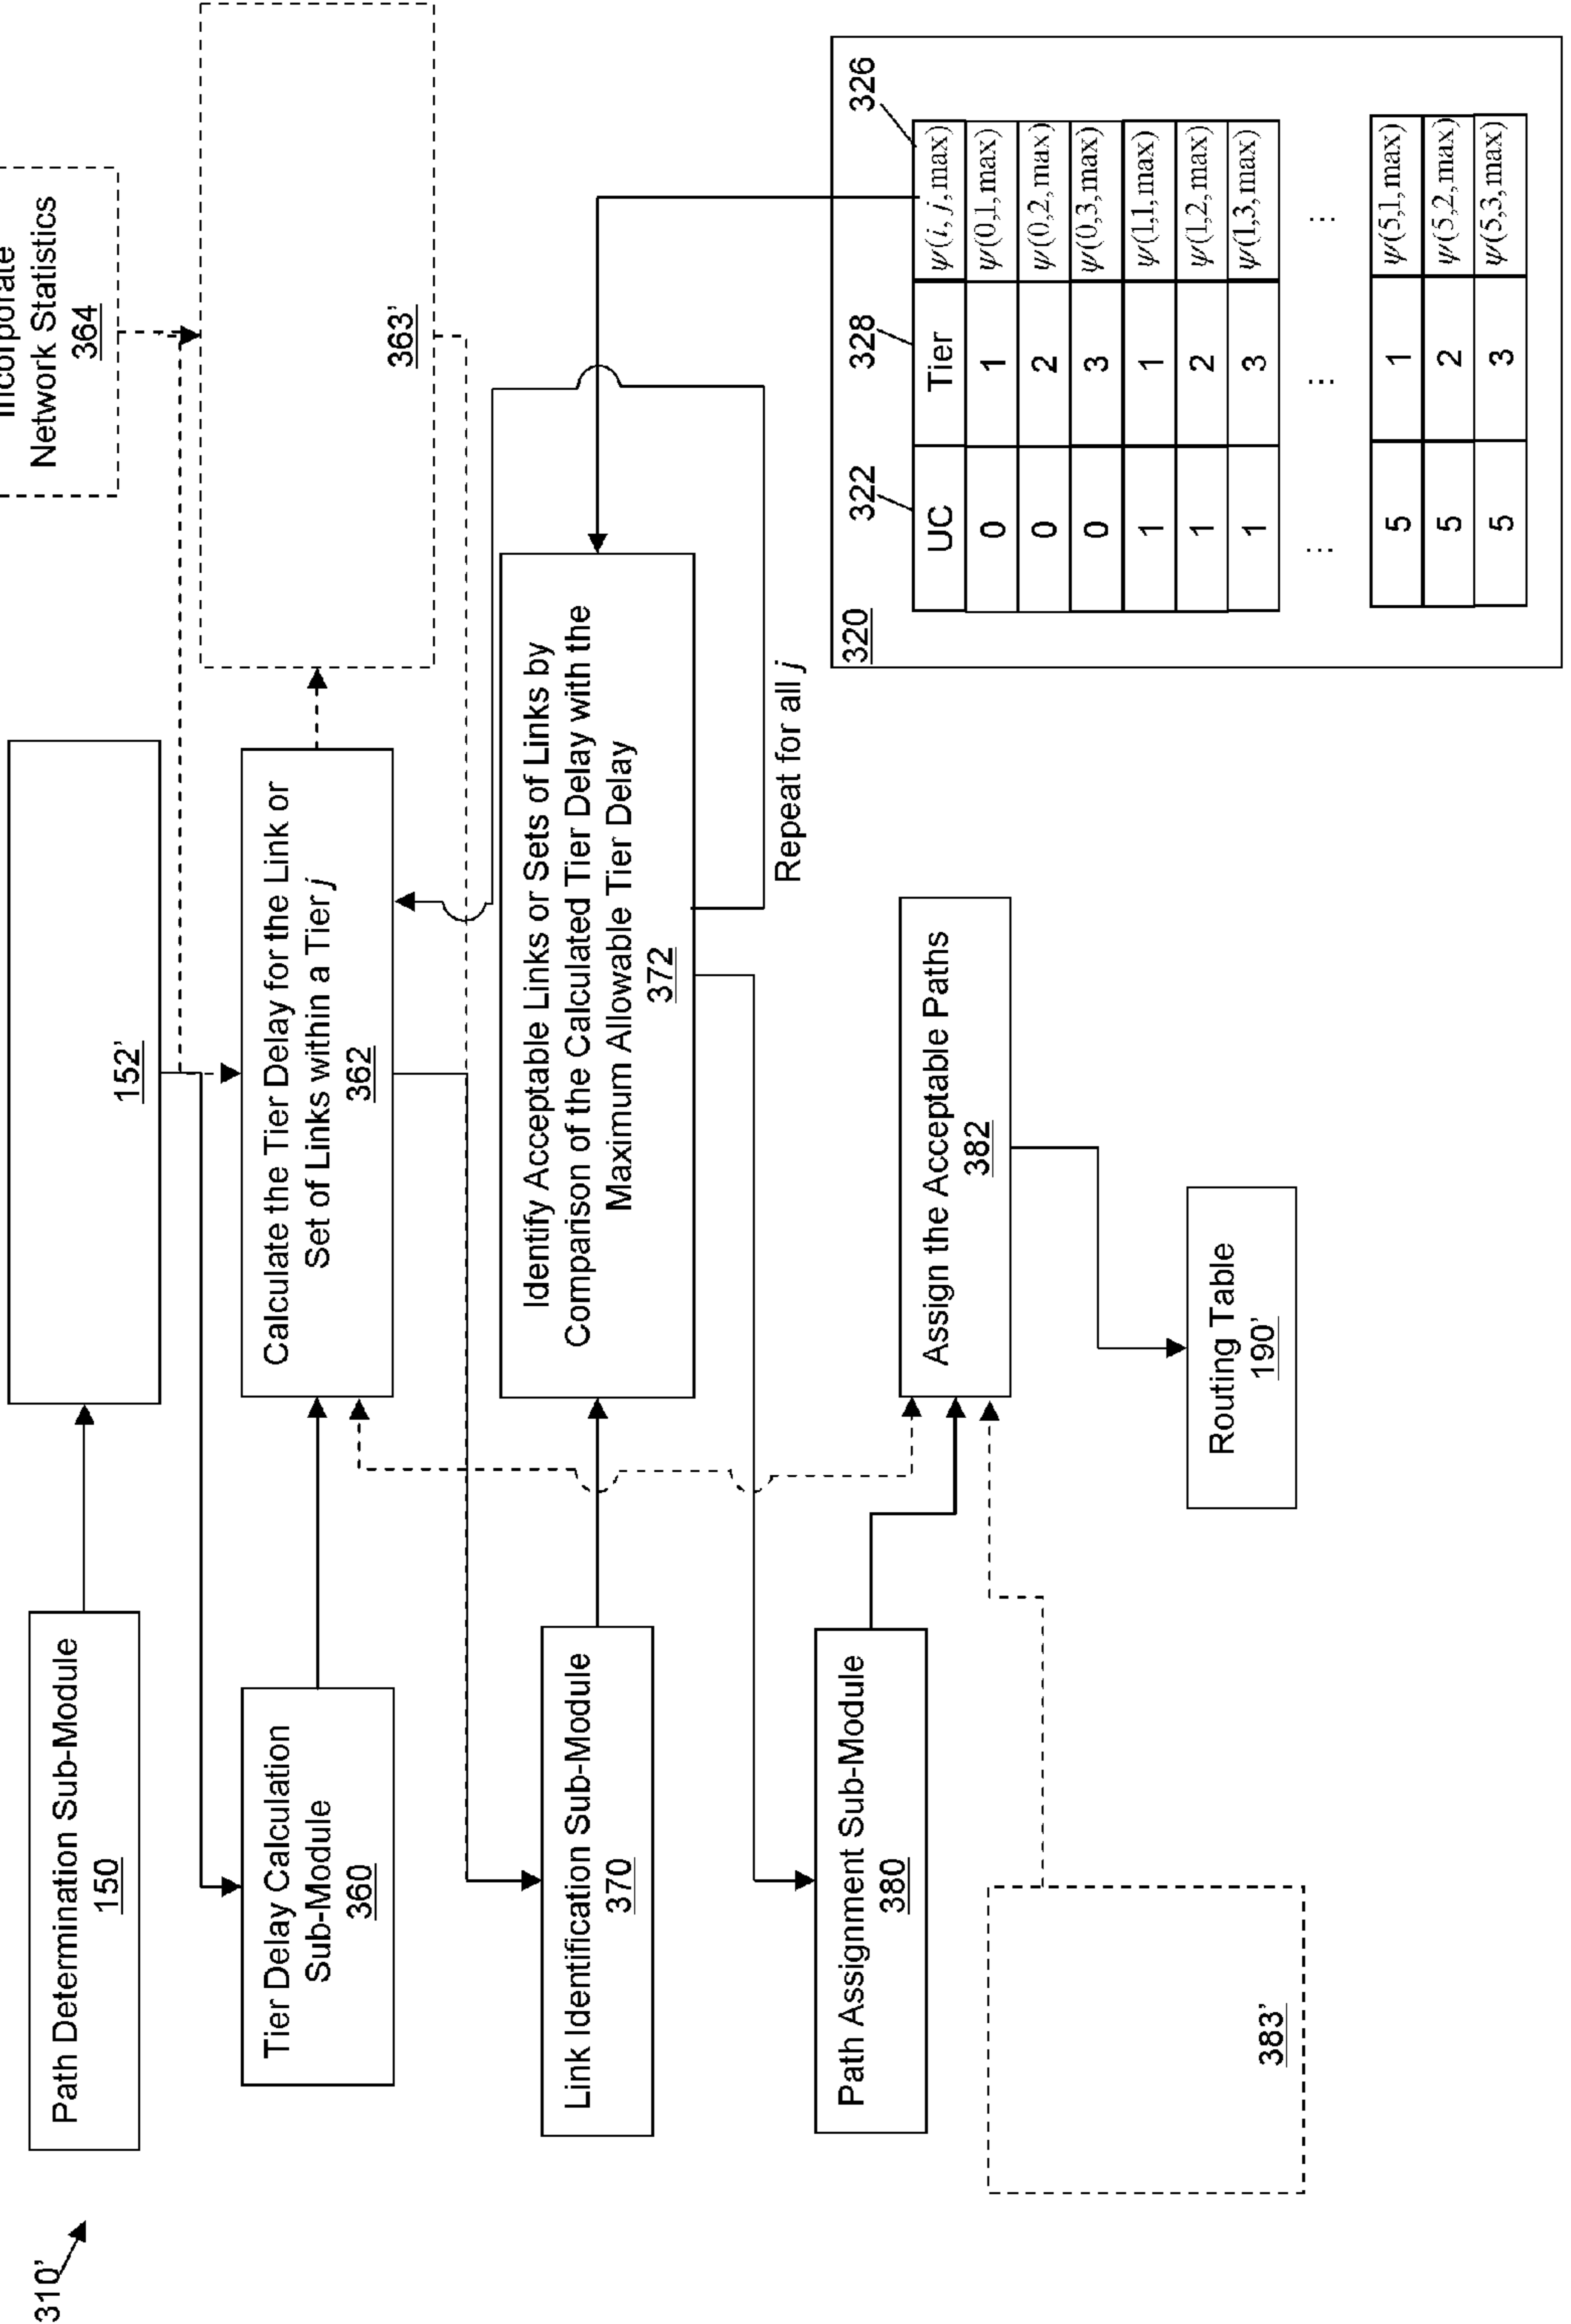 310’
Path Determination Sub-Module
150
152’
Incorporate
Network Statistics
364
Tier Delay Calculation
Sub-Module
360
Calculate the Tier Delay for the Link or
Set of Links within a Tier j
362
363’
Link Identification Sub-Module
370
Identify Acceptable Links or Sets of Links by
Comparison of the Calculated Tier Delay with the
Maximum Allowable Tier Delay
372
Repeat for all j
Path Assignment Sub-Module
380
Assign the Acceptable Paths
382
383’
Routing Table
190’
320
322
328
326
UC Tier ψ(i, j,max)
0 1 ψ(0,1,max)
0 2 ψ(0,2,max)
0 3 ψ(0,3,max)
1 1 ψ(1,1,max)
1 2 ψ(1,2,max)
1 3 ψ(1,3,max)
... ... ...
5 1 ψ(5,1,max)
5 2 ψ(5,2,max)
5 3 ψ(5,3,max)